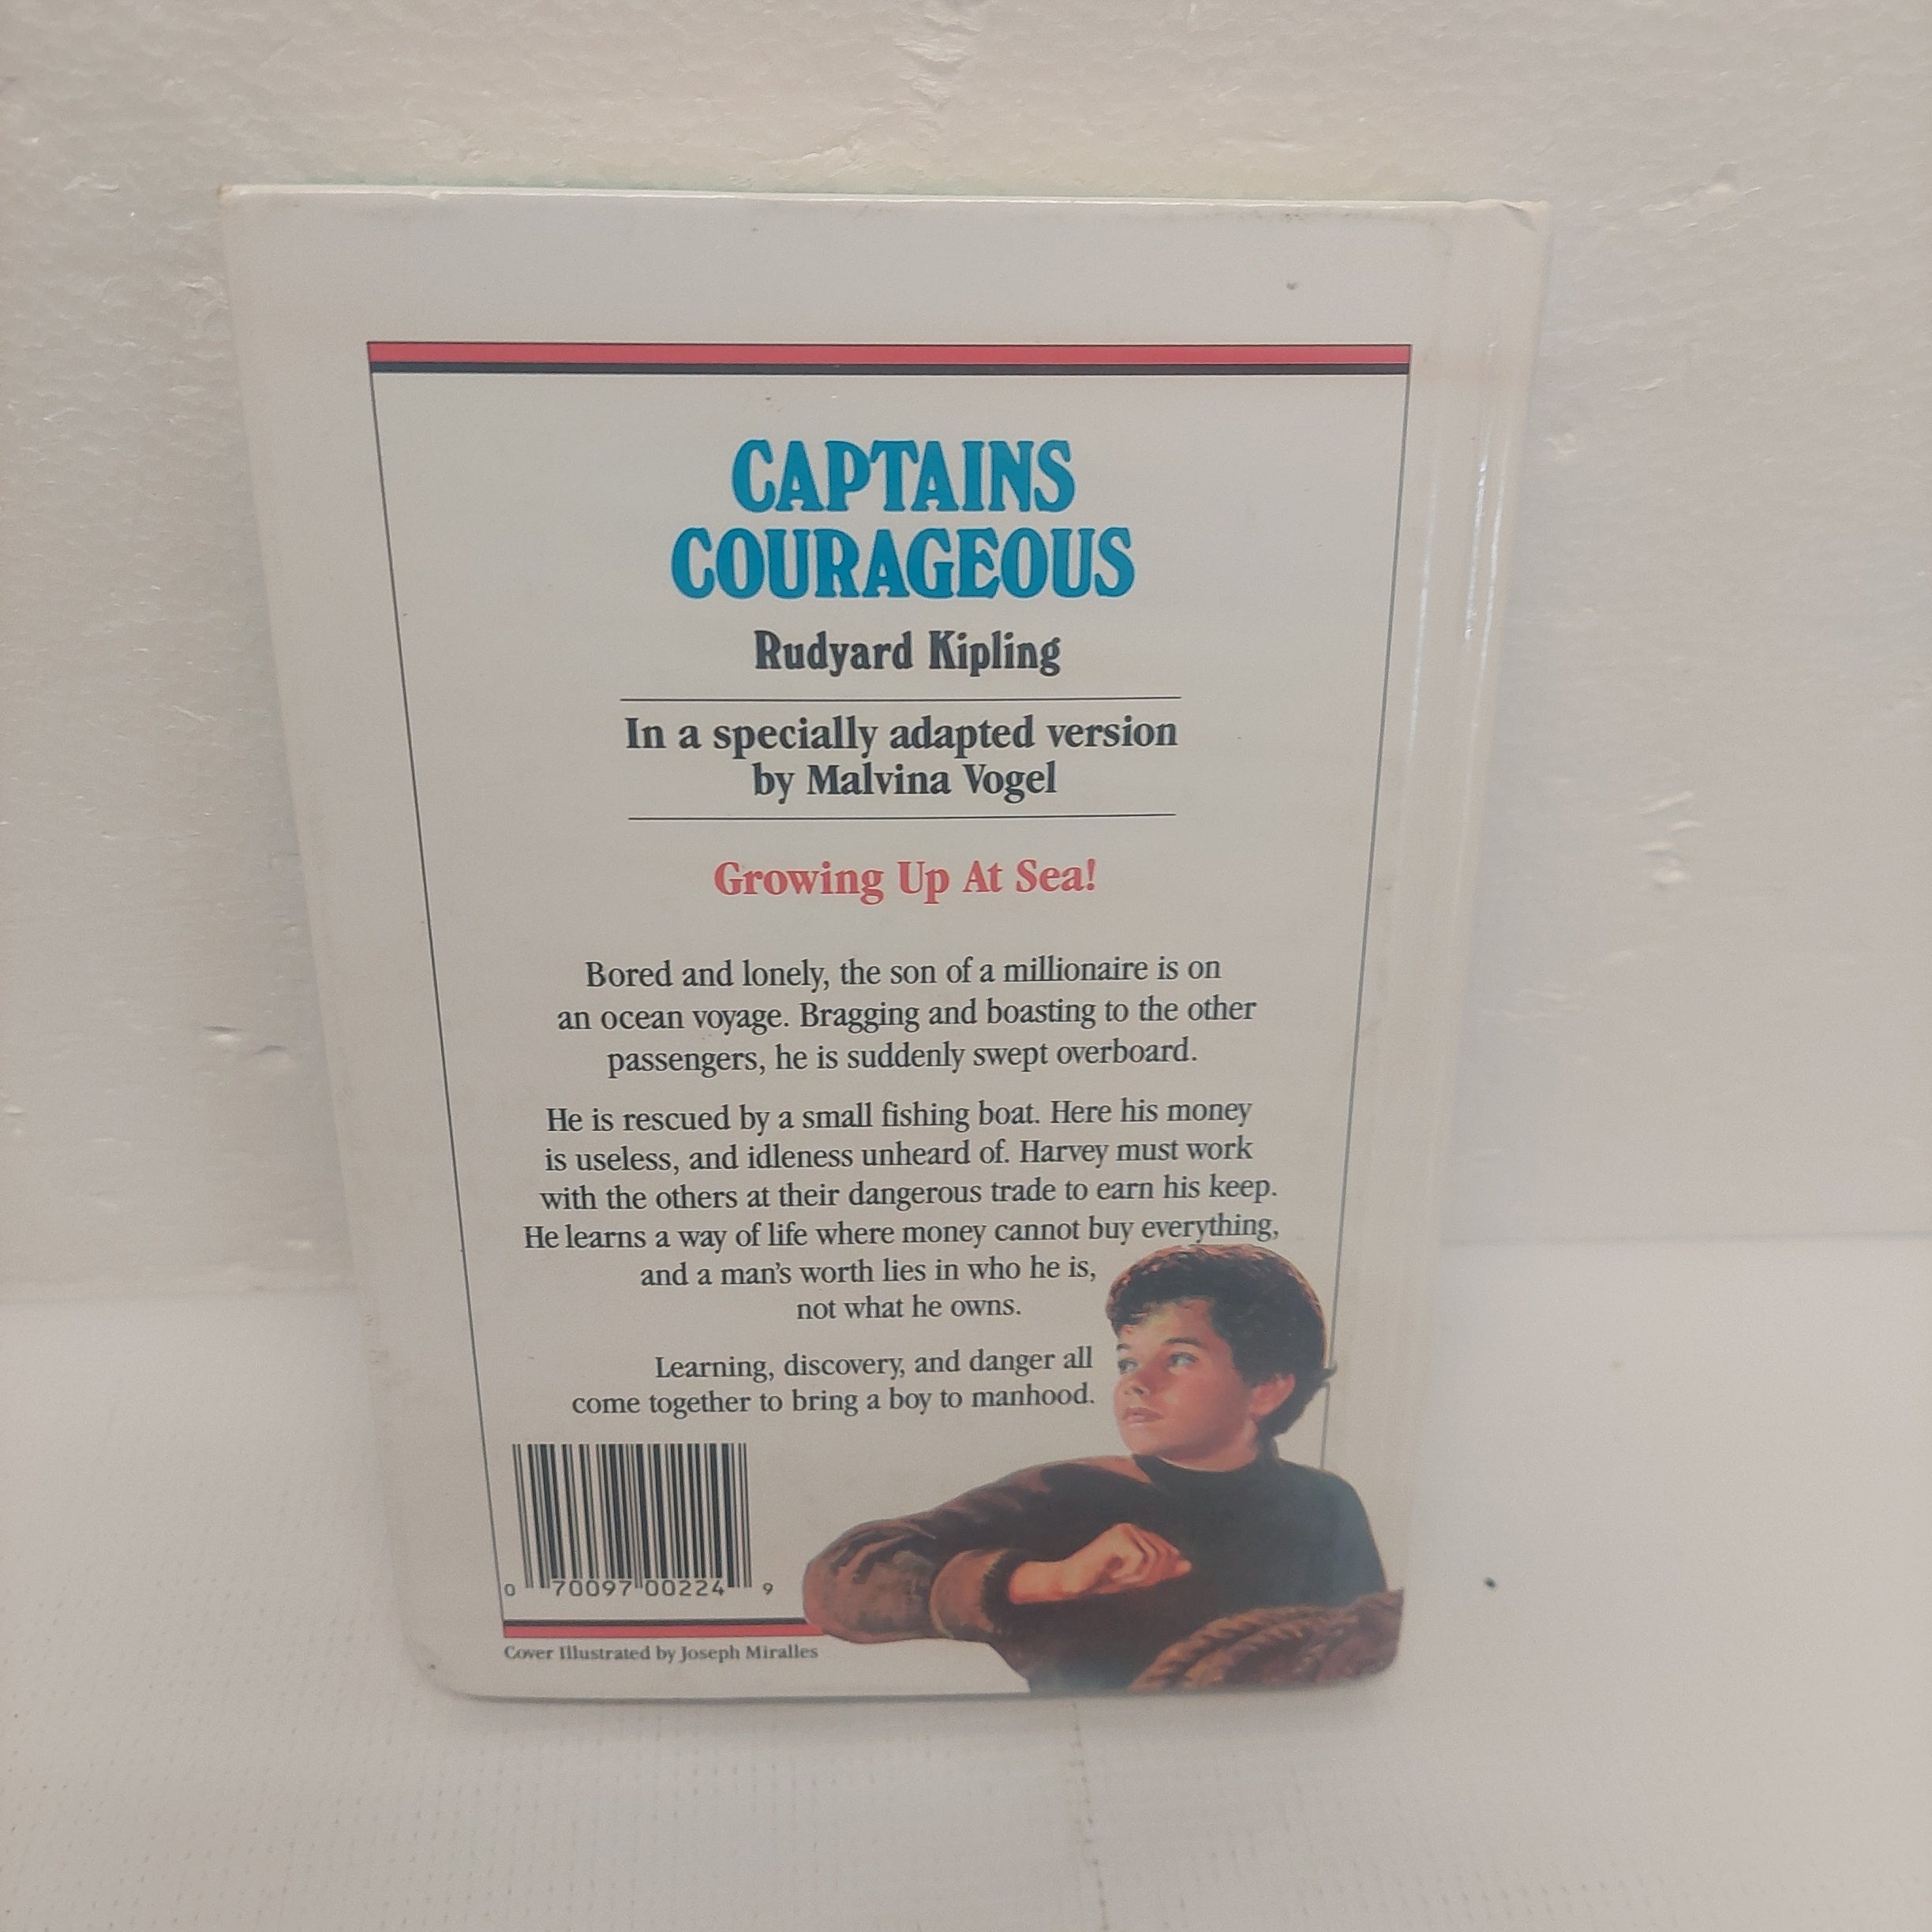 CAPTAINS
COURAGEOUS
Rudyard Kipling
In a specially adapted version
by Malvina Vogel
Growing Up At Sea!
Bored and lonely, the son of a millionaire is on
an ocean voyage. Bragging and boasting to the other
passengers, he is suddenly swept overboard.
He is rescued by a small fishing boat. Here his money
is useless, and idleness unheard of. Harvey must work
with the others at their dangerous trade to earn his keep.
He learns a way of life where money cannot buy everything,
and a man's worth lies in who he is,
not what he owns.
Learning, discovery, and danger all
come together to bring a boy to manhood.
0 70097 00224 9
Cover Illustrated by Joseph Miralles